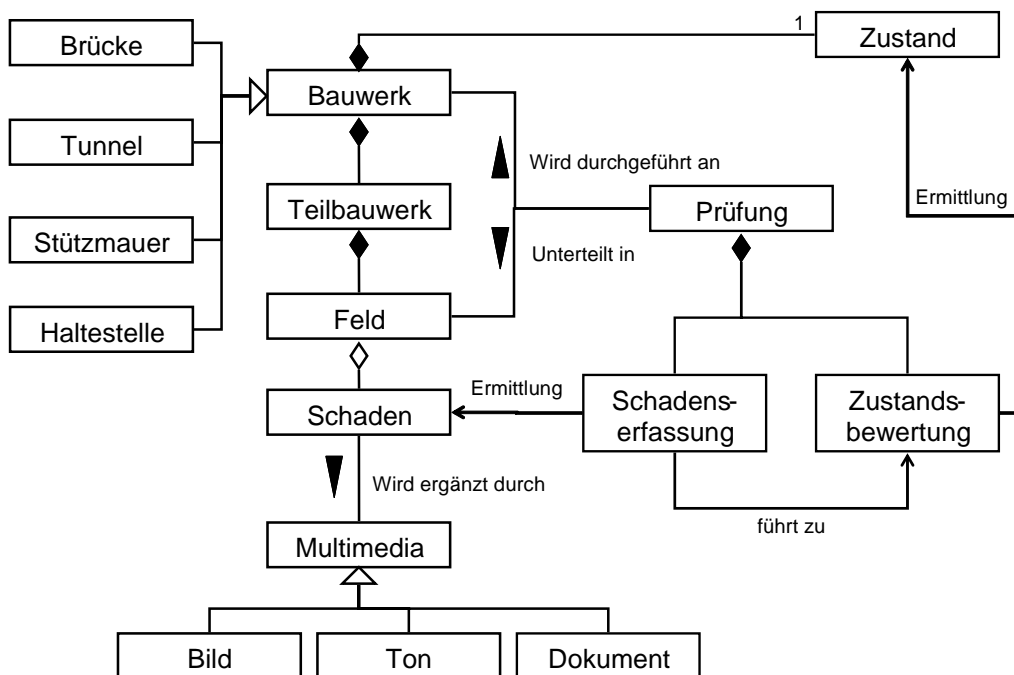 Brücke
1
Zustand
Bauwerk
Tunnel
Wird durchgeführt an
Teilbauwerk
Prüfung
Ermittlung
Stützmauer
Unterteilt in
Feld
Haltestelle
Ermittlung
Schaden
Schadens-
erfassung
Zustands-
bewertung
Wird ergänzt durch
führt zu
Multimedia
Bild
Ton
Dokument